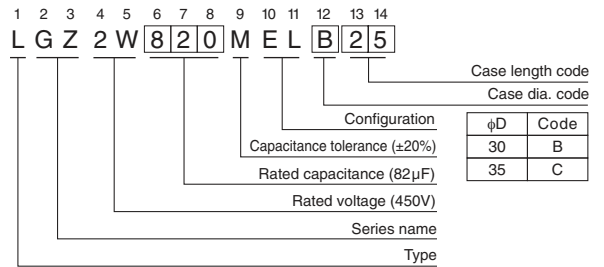 1 2 3 4 5 6 7 8 9 10 11 12 13 14
L G Z 2 W 8 2 0 M E L B 2 5
Case length code
Case dia. code
Configuration
Capacitance tolerance (±20%)
Rated capacitance (82µF)
Rated voltage (450V)
Series name
Type
ϕD Code
30 B
35 C